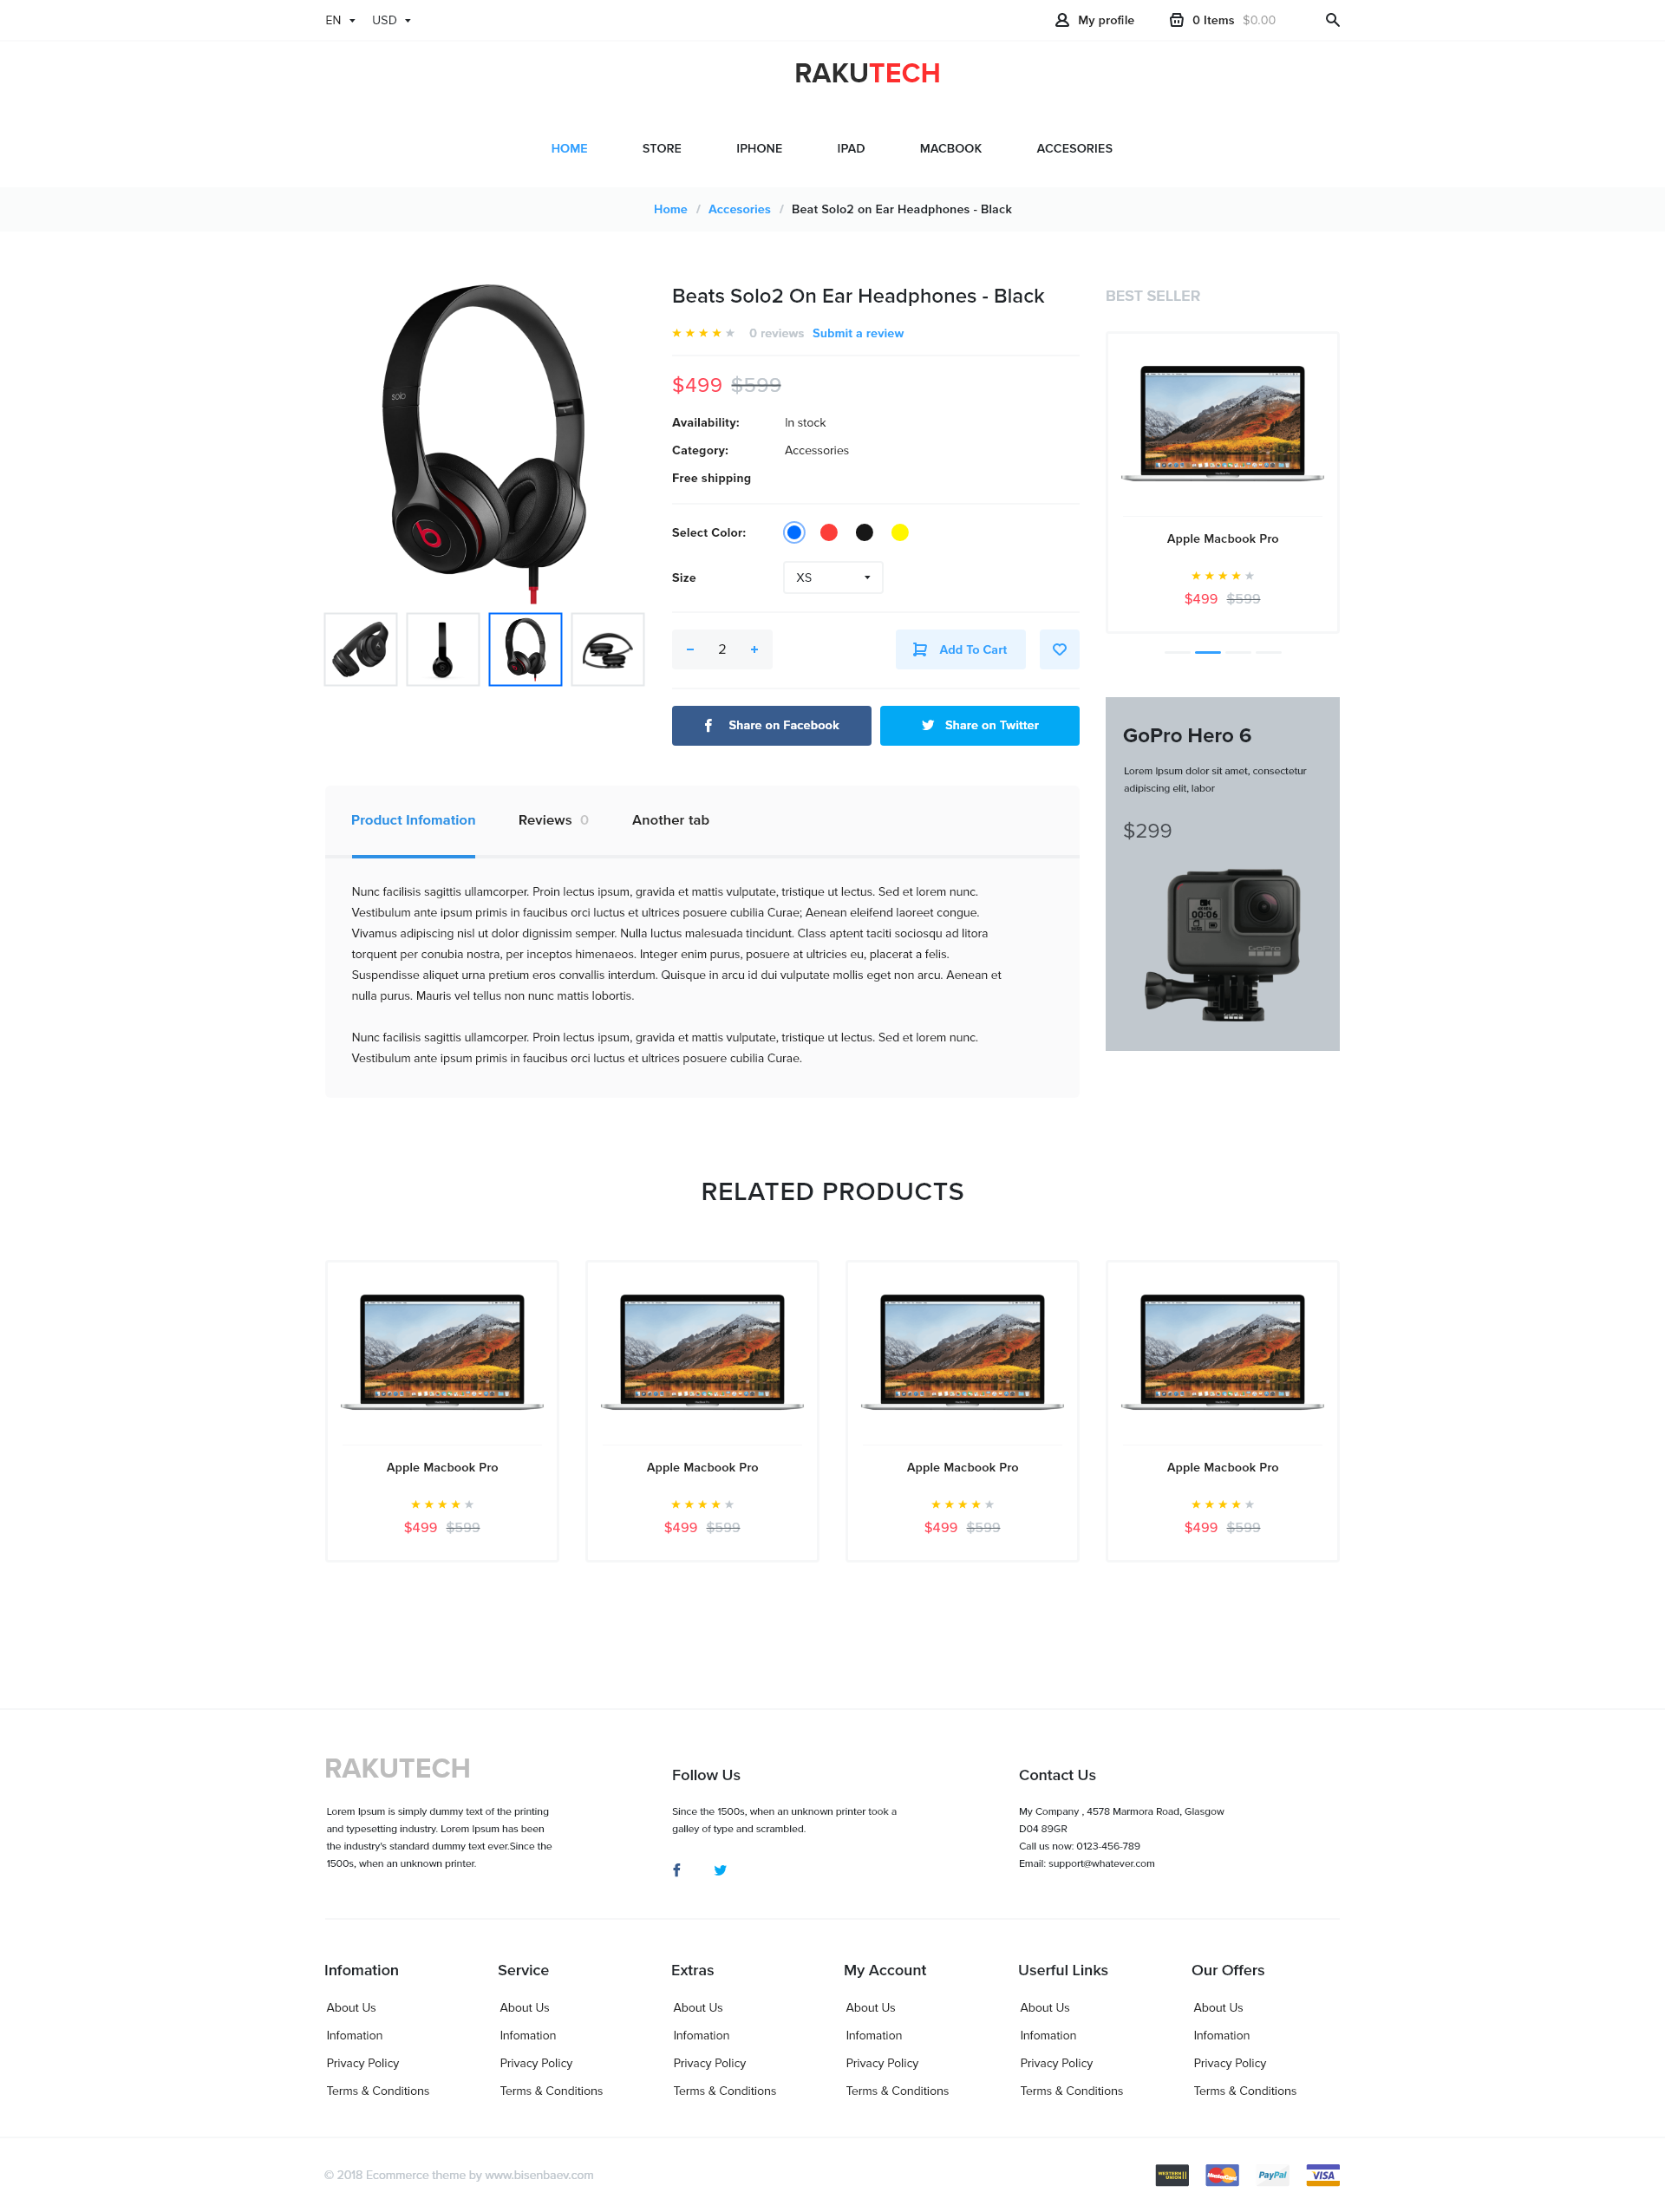 EN USD My profile 0 Items $0.00
RAKUTECH
HOME STORE IPHONE IPAD MACBOOK ACCESORIES
Home / Accesories / Beat Solo2 on Ear Headphones - Black
solo
Beats Solo2 On Ear Headphones - Black
0 reviews Submit a review
$499 $599
Availability: In stock
Category: Accessories
Free shipping
Select Color:
Size XS
- 2 + Add To Cart
Share on Facebook Share on Twitter
BEST SELLER
Apple Macbook Pro
$499 $599
GoPro Hero 6
Lorem Ipsum dolor sit amet, consectetur
adipiscing elit, labor
$299
00:06
GoPro
Product Infomation Reviews 0 Another tab
Nunc facilisis sagittis ullamcorper. Proin lectus ipsum, gravida et mattis vulputate, tristique ut lectus. Sed et lorem nunc.
Vestibulum ante ipsum primis in faucibus orci luctus et ultrices posuere cubilia Curae; Aenean eleifend laoreet congue.
Vivamus adipiscing nisl ut dolor dignissim semper. Nulla luctus malesuada tincidunt. Class aptent taciti sociosqu ad litora
torquent per conubia nostra, per inceptos himenaeos. Integer enim purus, posuere at ultricies eu, placerat a felis.
Suspendisse aliquet urna pretium eros convallis interdum. Quisque in arcu id dui vulputate mollis eget non arcu. Aenean et
nulla purus. Mauris vel tellus non nunc mattis lobortis.
Nunc facilisis sagittis ullamcorper. Proin lectus ipsum, gravida et mattis vulputate, tristique ut lectus. Sed et lorem nunc.
Vestibulum ante ipsum primis in faucibus orci luctus et ultrices posuere cubilia Curae.
RELATED PRODUCTS
Apple Macbook Pro Apple Macbook Pro Apple Macbook Pro Apple Macbook Pro
$499 $599 $499 $599 $499 $599 $499 $599
RAKUTECH
Lorem Ipsum is simply dummy text of the printing
and typesetting industry. Lorem Ipsum has been
the industry's standard dummy text ever.Since the
1500s, when an unknown printer.
Follow Us
Since the 1500s, when an unknown printer took a
galley of type and scrambled.
Contact Us
My Company , 4578 Marmora Road, Glasgow
D04 89GR
Call us now: 0123-456-789
Email: support@whatever.com
Infomation Service Extras My Account Userful Links Our Offers
About Us About Us About Us About Us About Us About Us
Infomation Infomation Infomation Infomation Infomation Infomation
Privacy Policy Privacy Policy Privacy Policy Privacy Policy Privacy Policy Privacy Policy
Terms & Conditions Terms & Conditions Terms & Conditions Terms & Conditions Terms & Conditions Terms & Conditions
© 2018 Ecommerce theme by www.bisenbaev.com WESTERN UNION MasterCard PayPal VISA